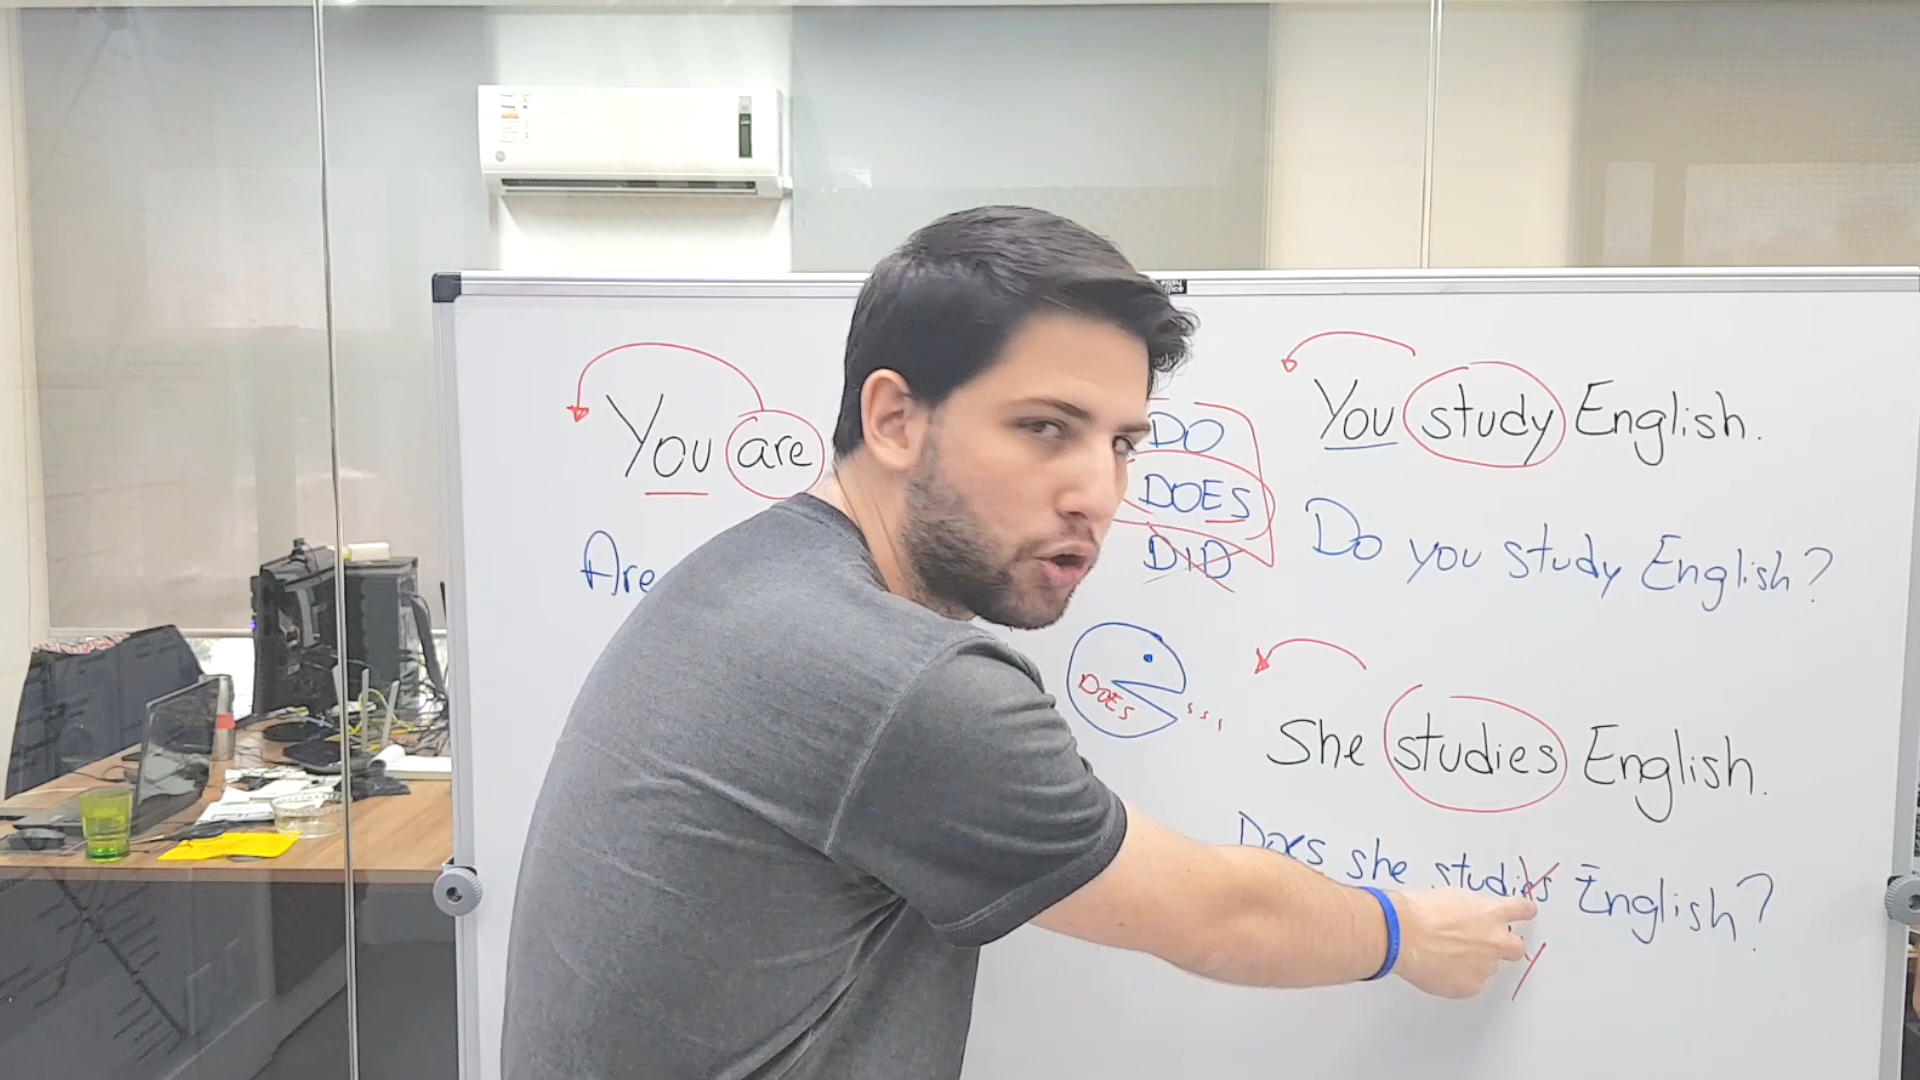 You are
Are
DO
DOES
DID
DOES
s s s
You study English.
Do you study English?
She studies English.
Does she studies English?
y